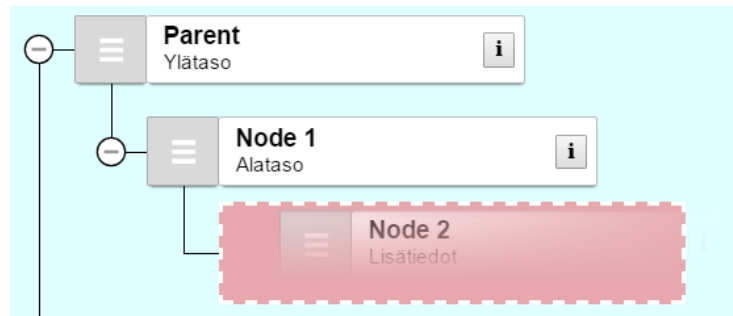 Parent
Ylätaso
i
Node 1
Alataso
i
Node 2
Lisätiedot
i